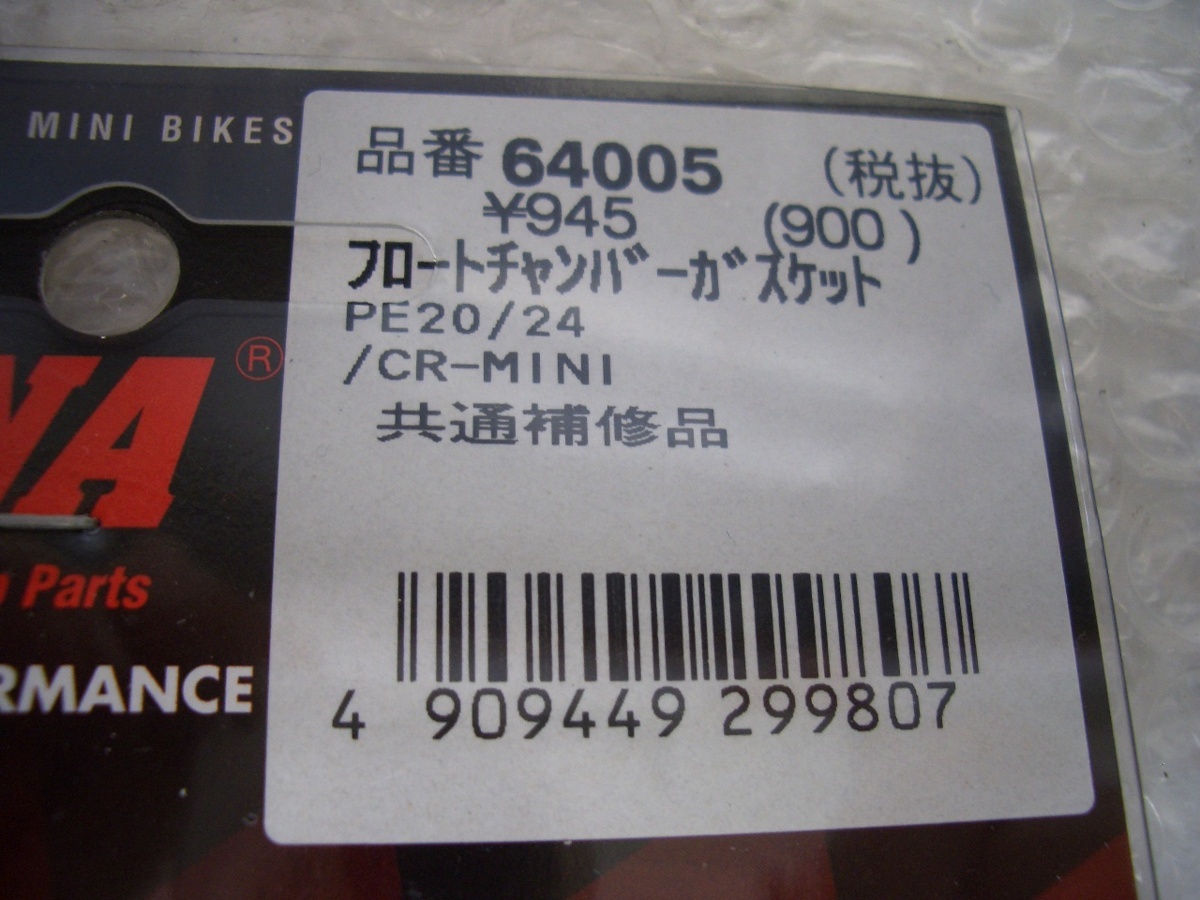 MINI BIKES
品番 64005 (税抜)
¥945 (900 )
フロートチャンバーガスケット
PE20/24
/CR-MINI
共通補修品
NA®
Parts
RMANCE
4 909449 299807